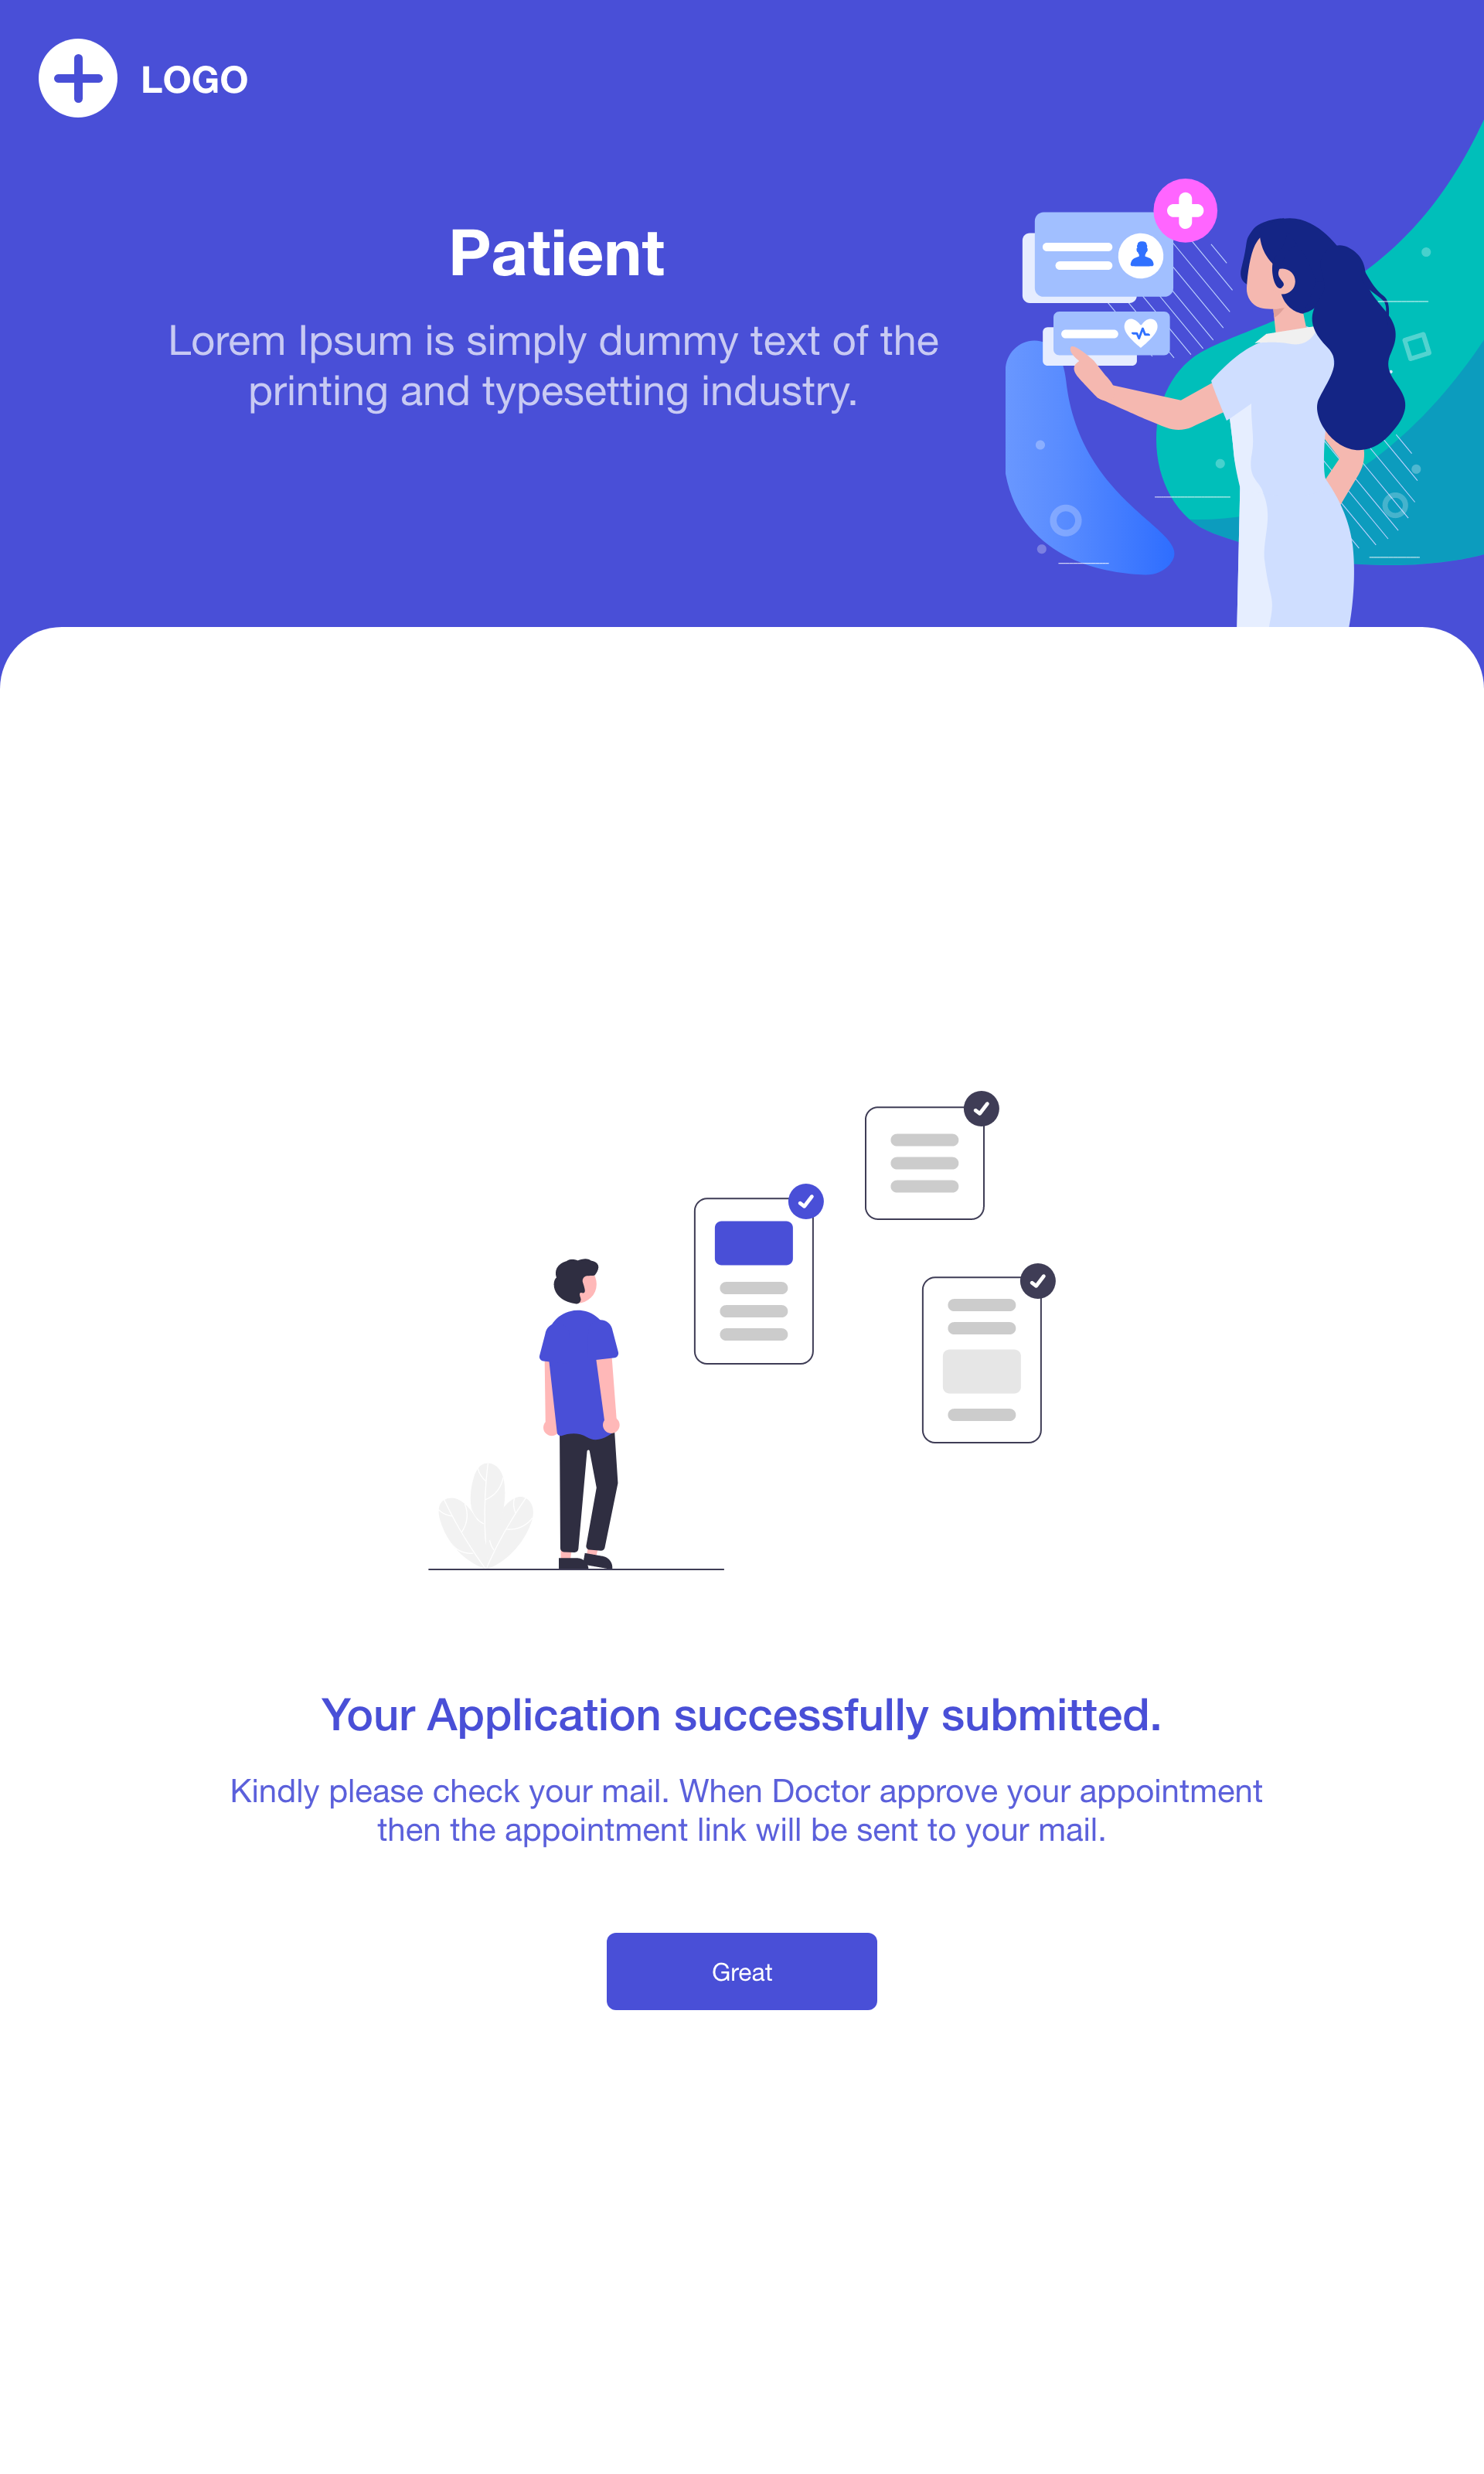 LOGO
Patient
Lorem Ipsum is simply dummy text of the
printing and typesetting industry.
Your Application successfully submitted.
Kindly please check your mail. When Doctor approve your appointment
then the appointment link will be sent to your mail.
Great